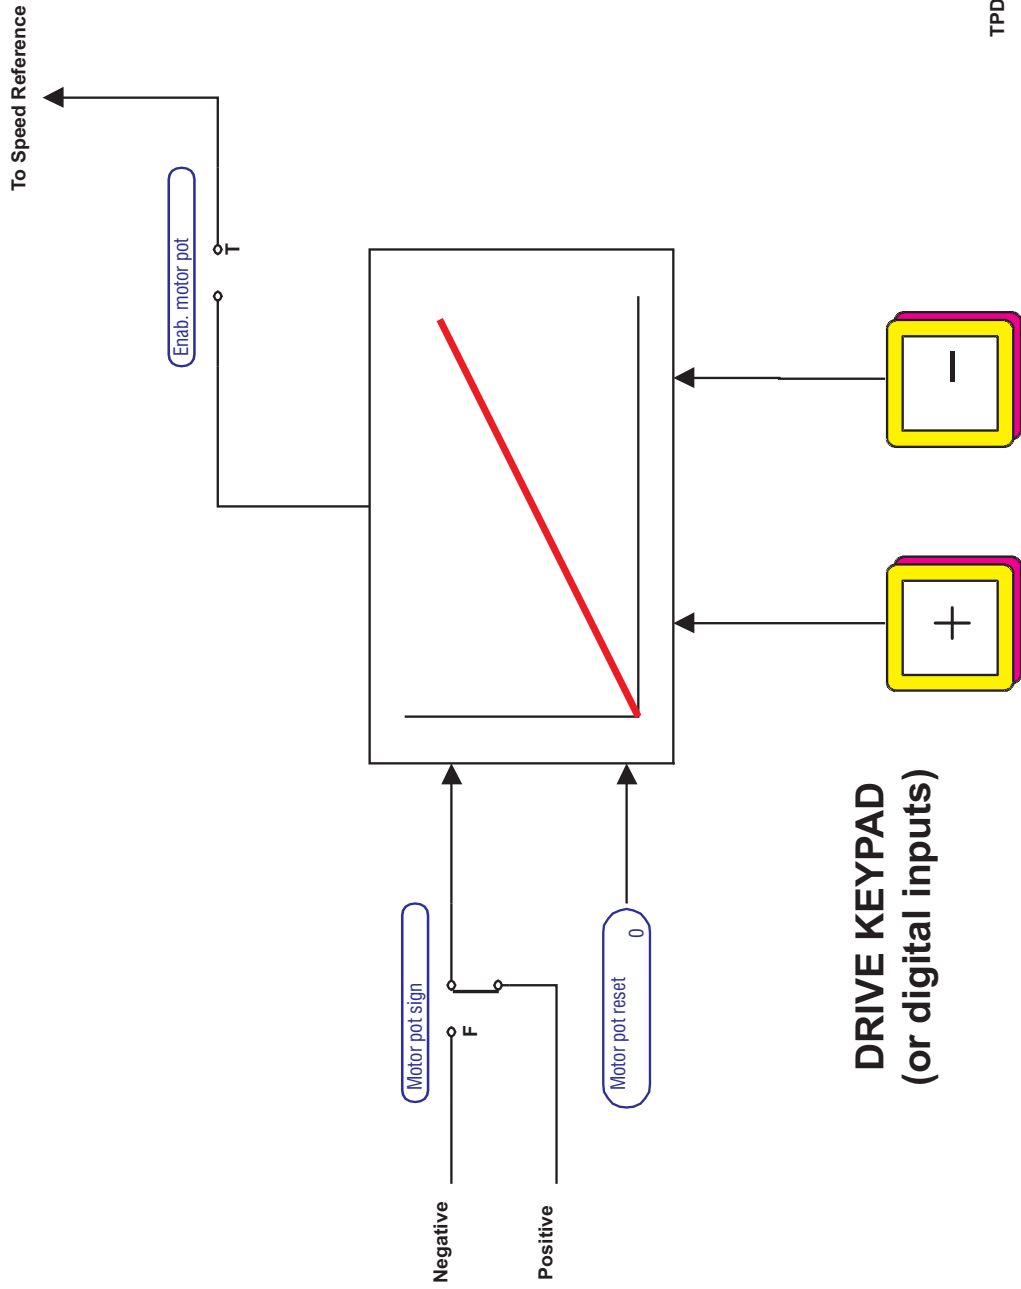 To Speed Reference
TPD
Enab. motor pot
T
Motor pot sign
F
Negative
Positive
Motor pot reset 0
+
−
DRIVE KEYPAD
(or digital inputs)